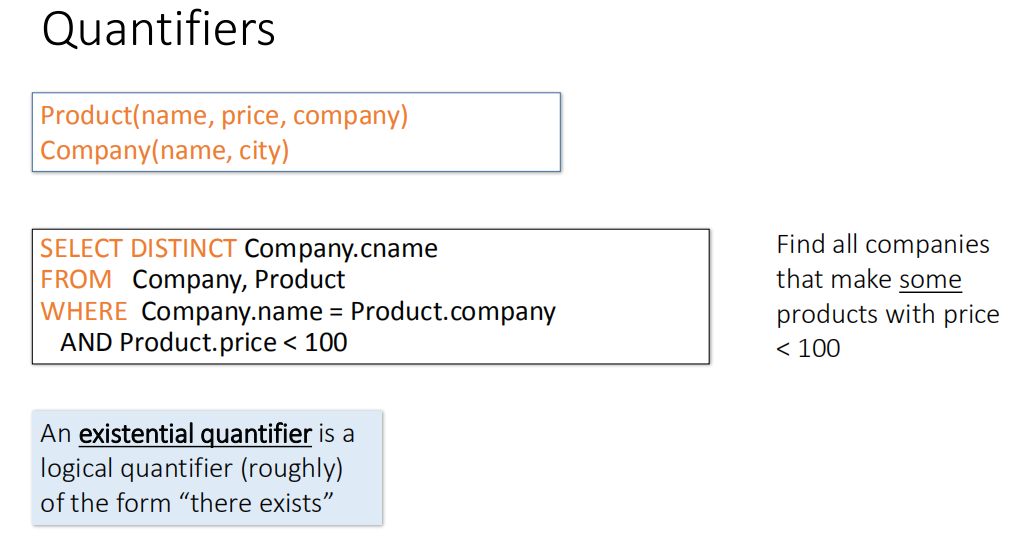 Quantifiers
Product(name, price, company)
Company(name, city)
SELECT DISTINCT Company.cname
FROM Company, Product
WHERE Company.name = Product.company
AND Product.price < 100
Find all companies
that make some
products with price
< 100
An existential quantifier is a
logical quantifier (roughly)
of the form “there exists”